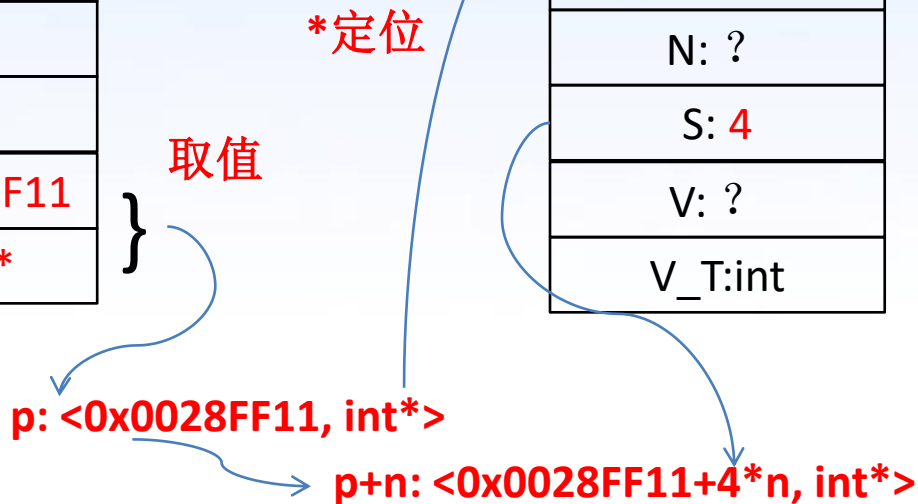 *定位
N: ？
S: 4
取值
F11
}
V: ？
*
V_T:int
p: <0x0028FF11, int*>
p+n: <0x0028FF11+4*n, int*>